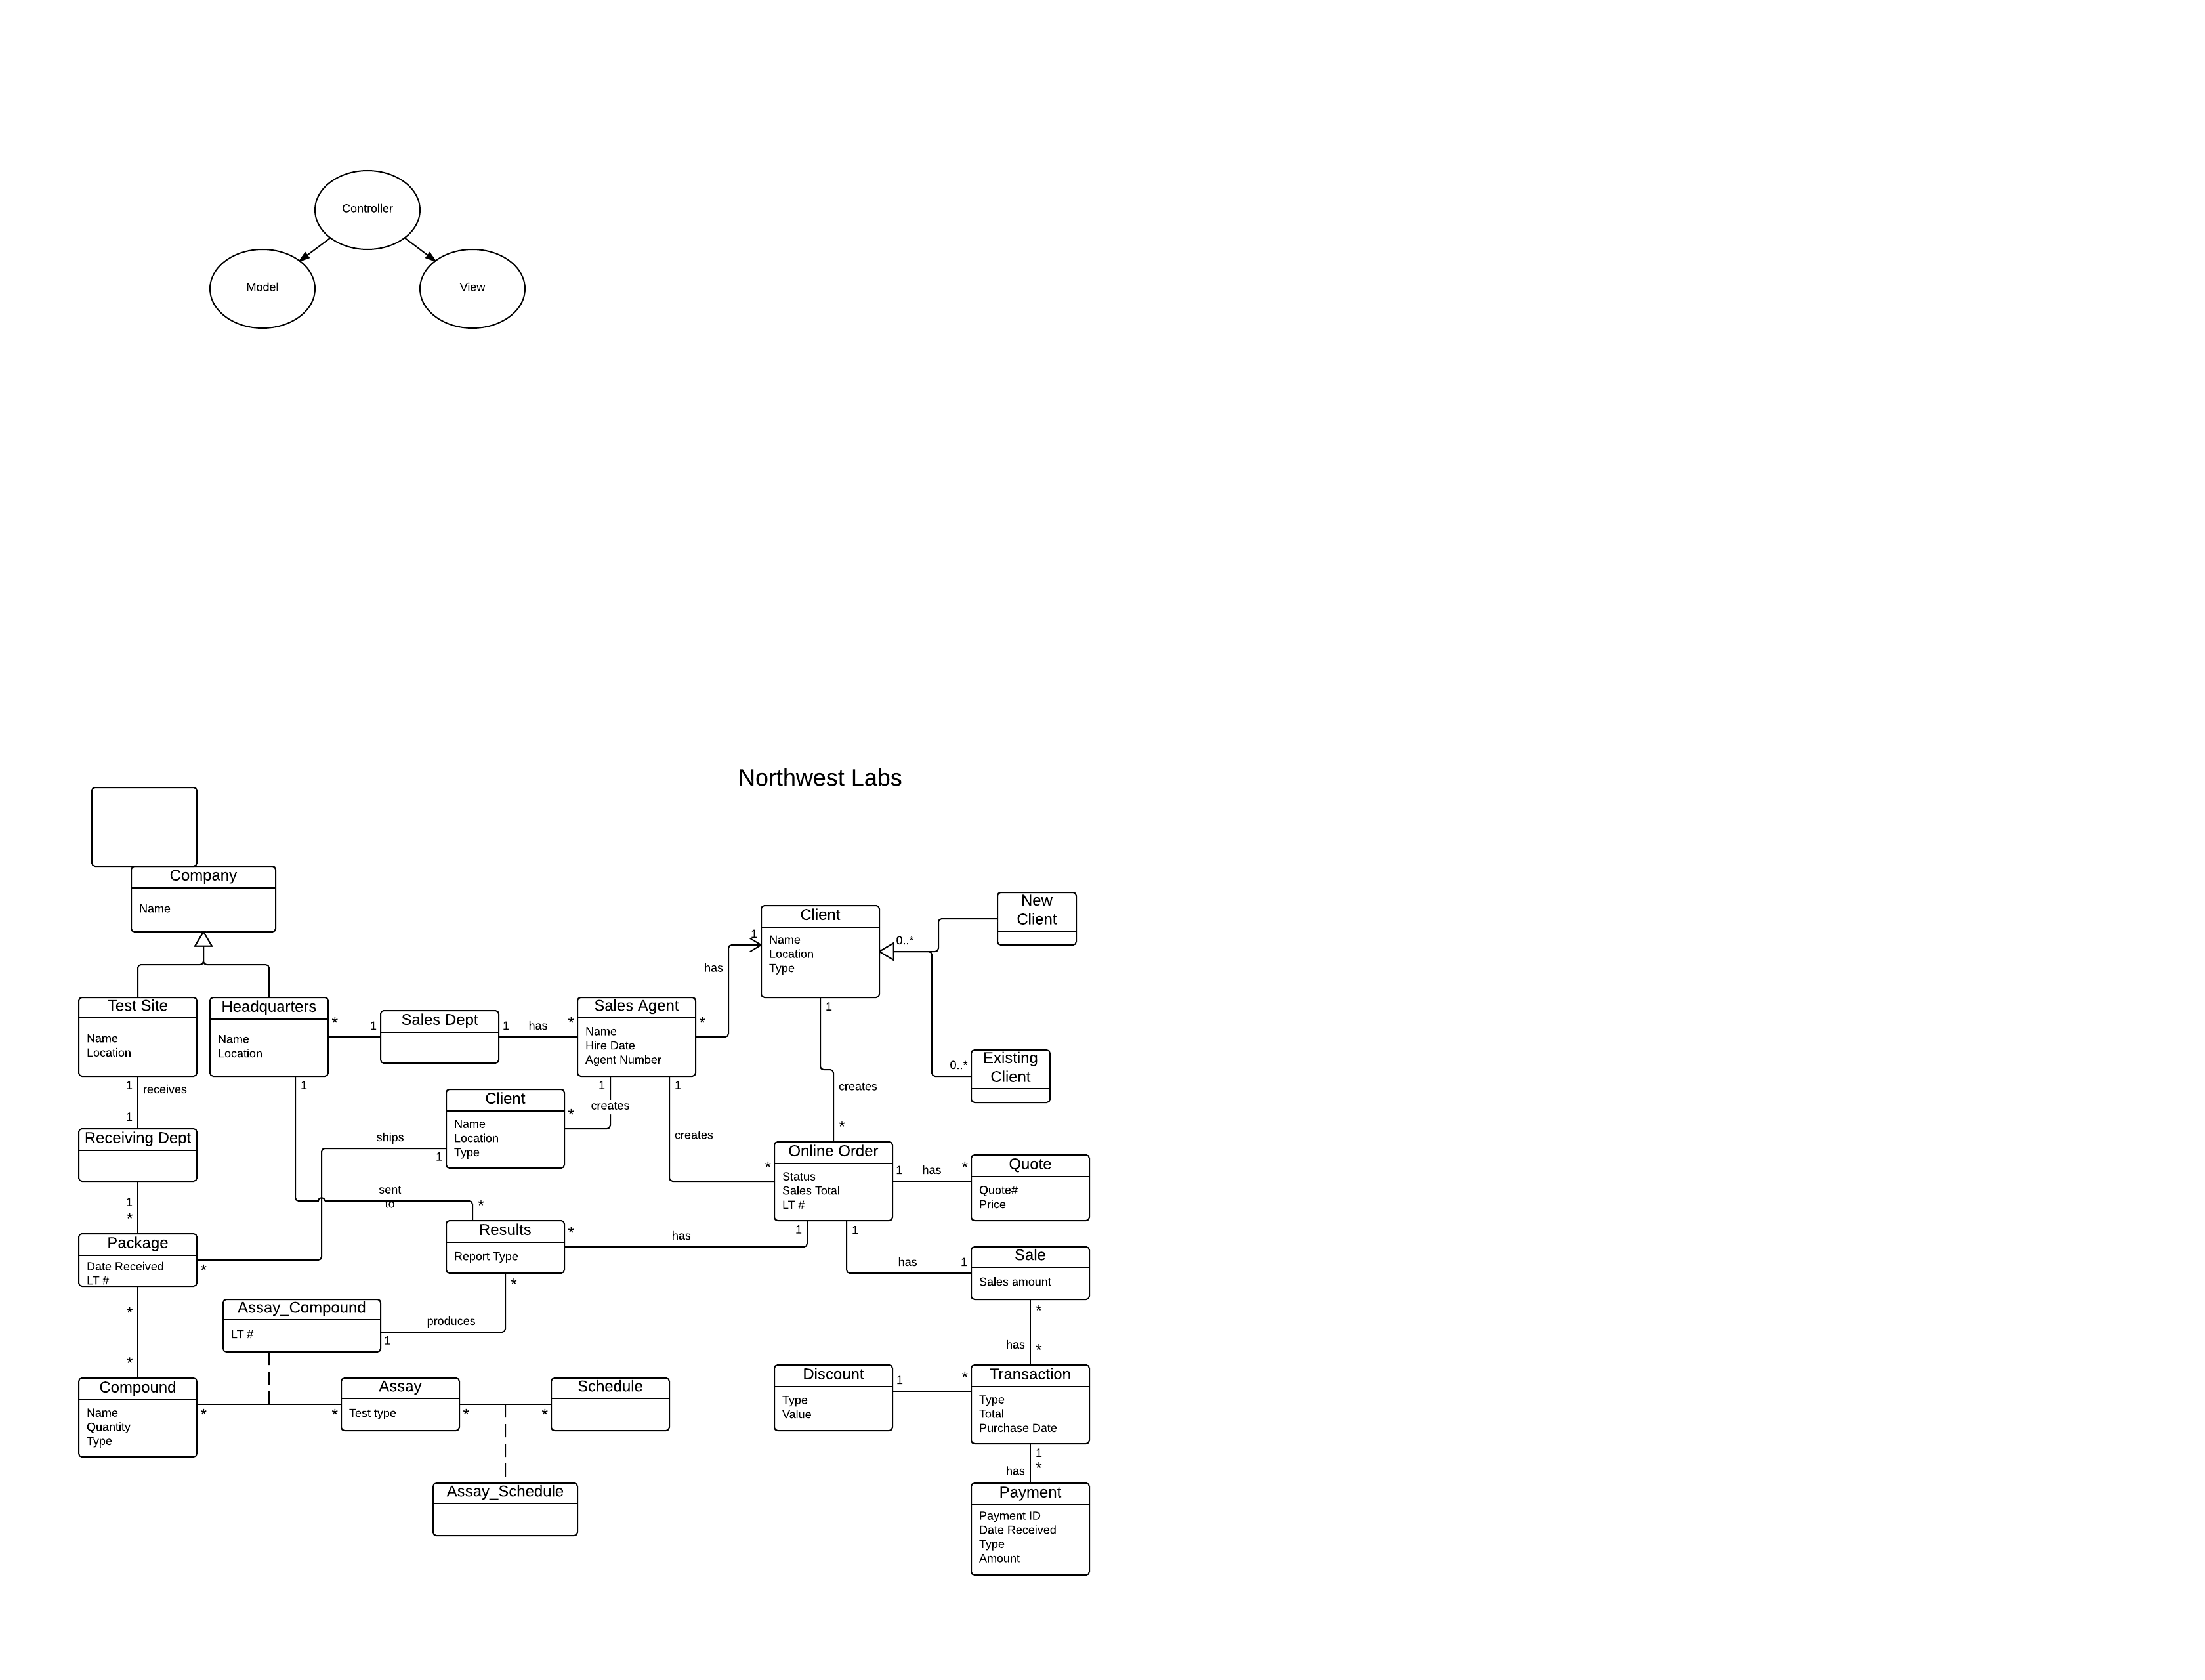 Controller
Model
View
Northwest Labs
Company
Name
New
Client
Client
Name
Location
Type
0..*
1
has
*
1
creates
*
0..*
Existing
Client
Test Site
Name
Location
Headquarters
Name
Location
*
1
Sales Dept
1
has
*
Sales Agent
Name
Hire Date
Agent Number
1
receives
1
1
1
creates
1
creates
*
Client
Name
Location
Type
*
ships
1
Receiving Dept
1
*
sent
to
*
Online Order
Status
Sales Total
LT #
1
has
*
Quote
Quote#
Price
Package
Date Received
LT #
*
Results
Report Type
*
has
1
1
has
1
Sale
Sales amount
*
produces
1
Assay_Compound
LT #
*
*
Compound
Name
Quantity
Type
*
*
Assay
Test type
*
*
Schedule
Assay_Schedule
*
has
*
Discount
Type
Value
1
*
Transaction
Type
Total
Purchase Date
1
has
*
Payment
Payment ID
Date Received
Type
Amount